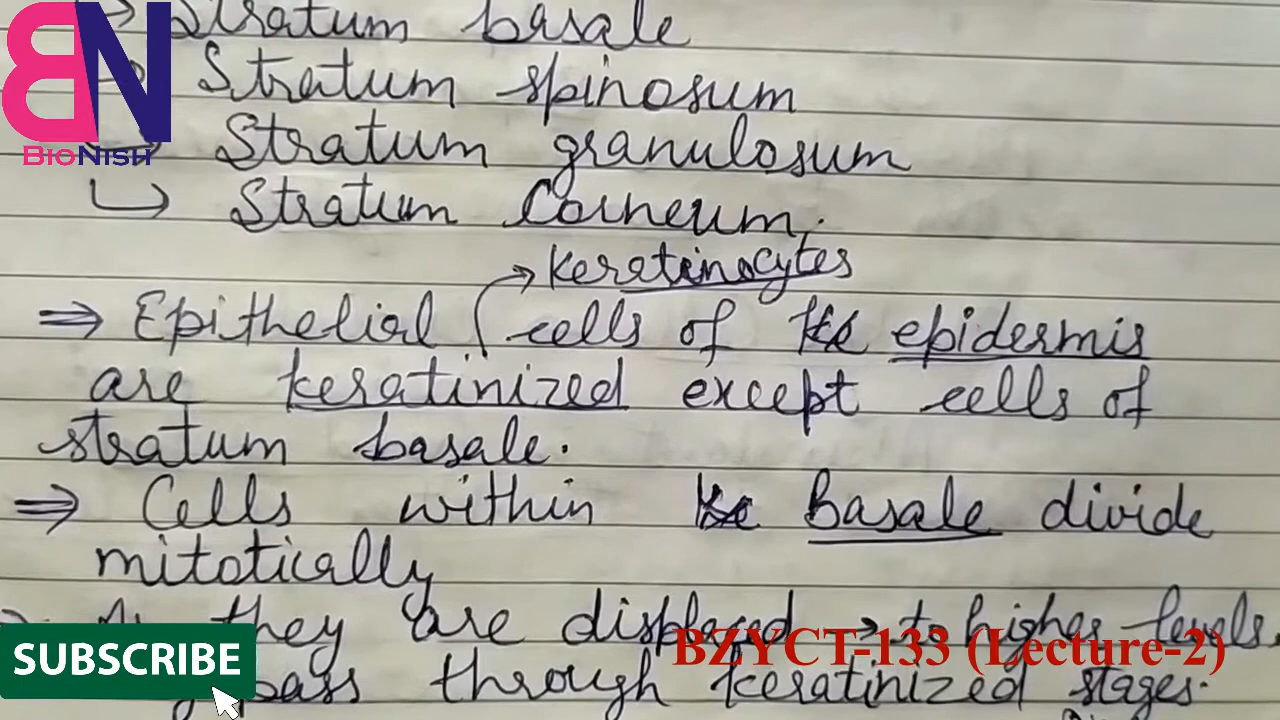 Stratum basale
Stratum spinosum
Stratum granulosum
Stratum Corneum.
Keratinocytes
⇒ Epithelial cells of the epidermis
are keratinized except cells of
stratum basale.
⇒ Cells within the Basale divide
mitotically
As they are displaced → to higher levels
pass through keratinized stages.
BN
BIONISH
SUBSCRIBE
BZYCT-133 (Lecture-2)